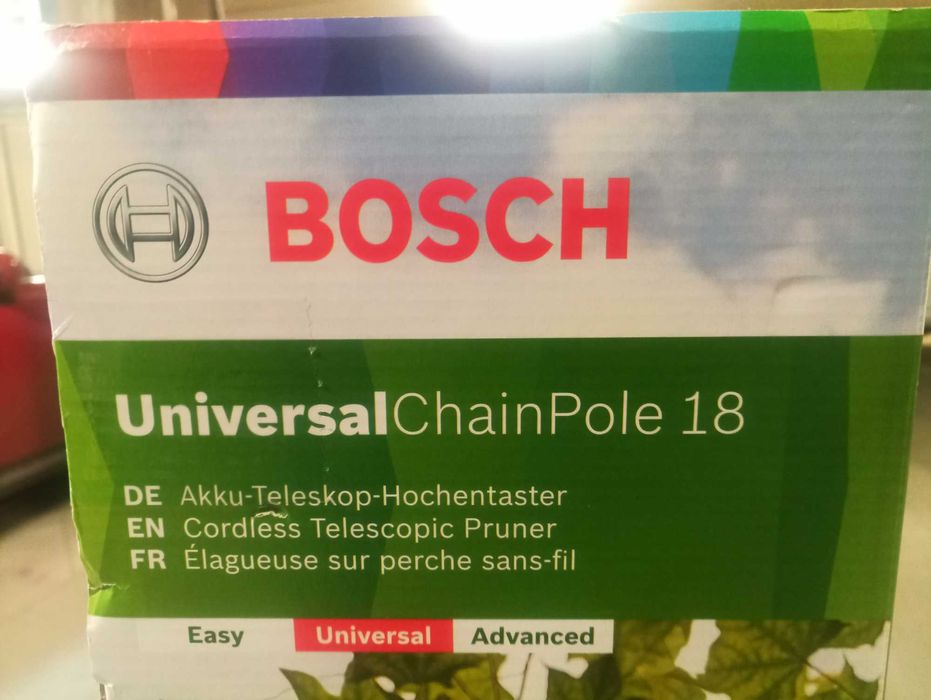 BOSCH
UniversalChainPole 18
DE Akku-Teleskop-Hochentaster
EN Cordless Telescopic Pruner
FR Élagueuse sur perche sans-fil
Easy Universal Advanced